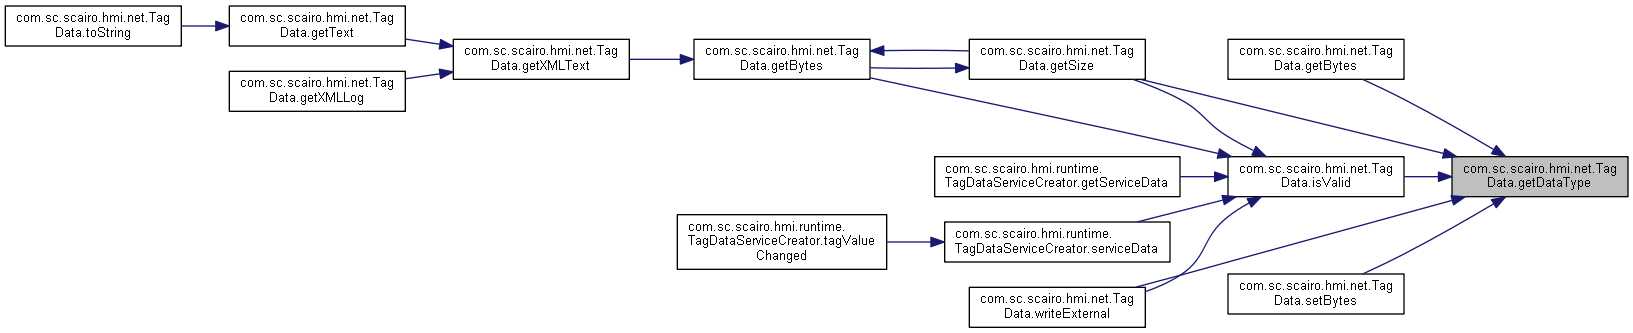 com.sc.scairo.hmi.net.Tag
Data.toString
com.sc.scairo.hmi.net.Tag
Data.getText
com.sc.scairo.hmi.net.Tag
Data.getXMLLog
com.sc.scairo.hmi.net.Tag
Data.getXMLText
com.sc.scairo.hmi.net.Tag
Data.getBytes
com.sc.scairo.hmi.net.Tag
Data.getSize
com.sc.scairo.hmi.net.Tag
Data.getBytes
com.sc.scairo.hmi.runtime.
TagDataServiceCreator.getServiceData
com.sc.scairo.hmi.net.Tag
Data.isValid
com.sc.scairo.hmi.net.Tag
Data.getDataType
com.sc.scairo.hmi.runtime.
TagDataServiceCreator.tagValue
Changed
com.sc.scairo.hmi.runtime.
TagDataServiceCreator.serviceData
com.sc.scairo.hmi.net.Tag
Data.writeExternal
com.sc.scairo.hmi.net.Tag
Data.setBytes